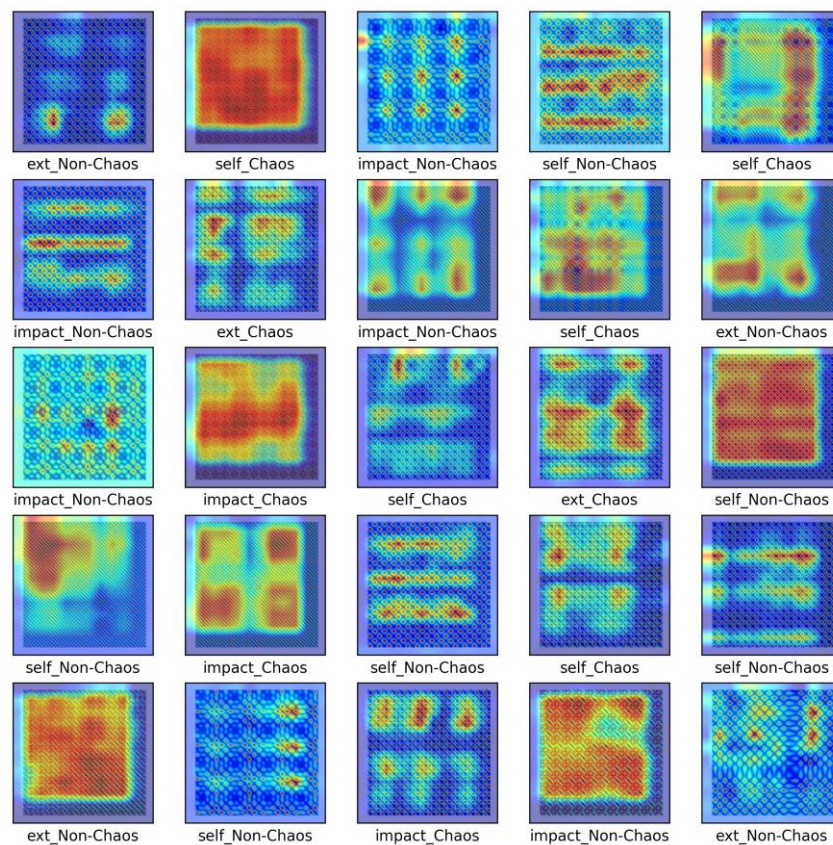 ext_Non-Chaos self_Chaos impact_Non-Chaos self_Non-Chaos self_Chaos
impact_Non-Chaos ext_Chaos impact_Non-Chaos self_Chaos ext_Non-Chaos
impact_Non-Chaos impact_Chaos self_Chaos ext_Chaos self_Non-Chaos
self_Non-Chaos impact_Chaos self_Non-Chaos self_Chaos self_Non-Chaos
ext_Non-Chaos self_Non-Chaos impact_Chaos impact_Non-Chaos ext_Non-Chaos